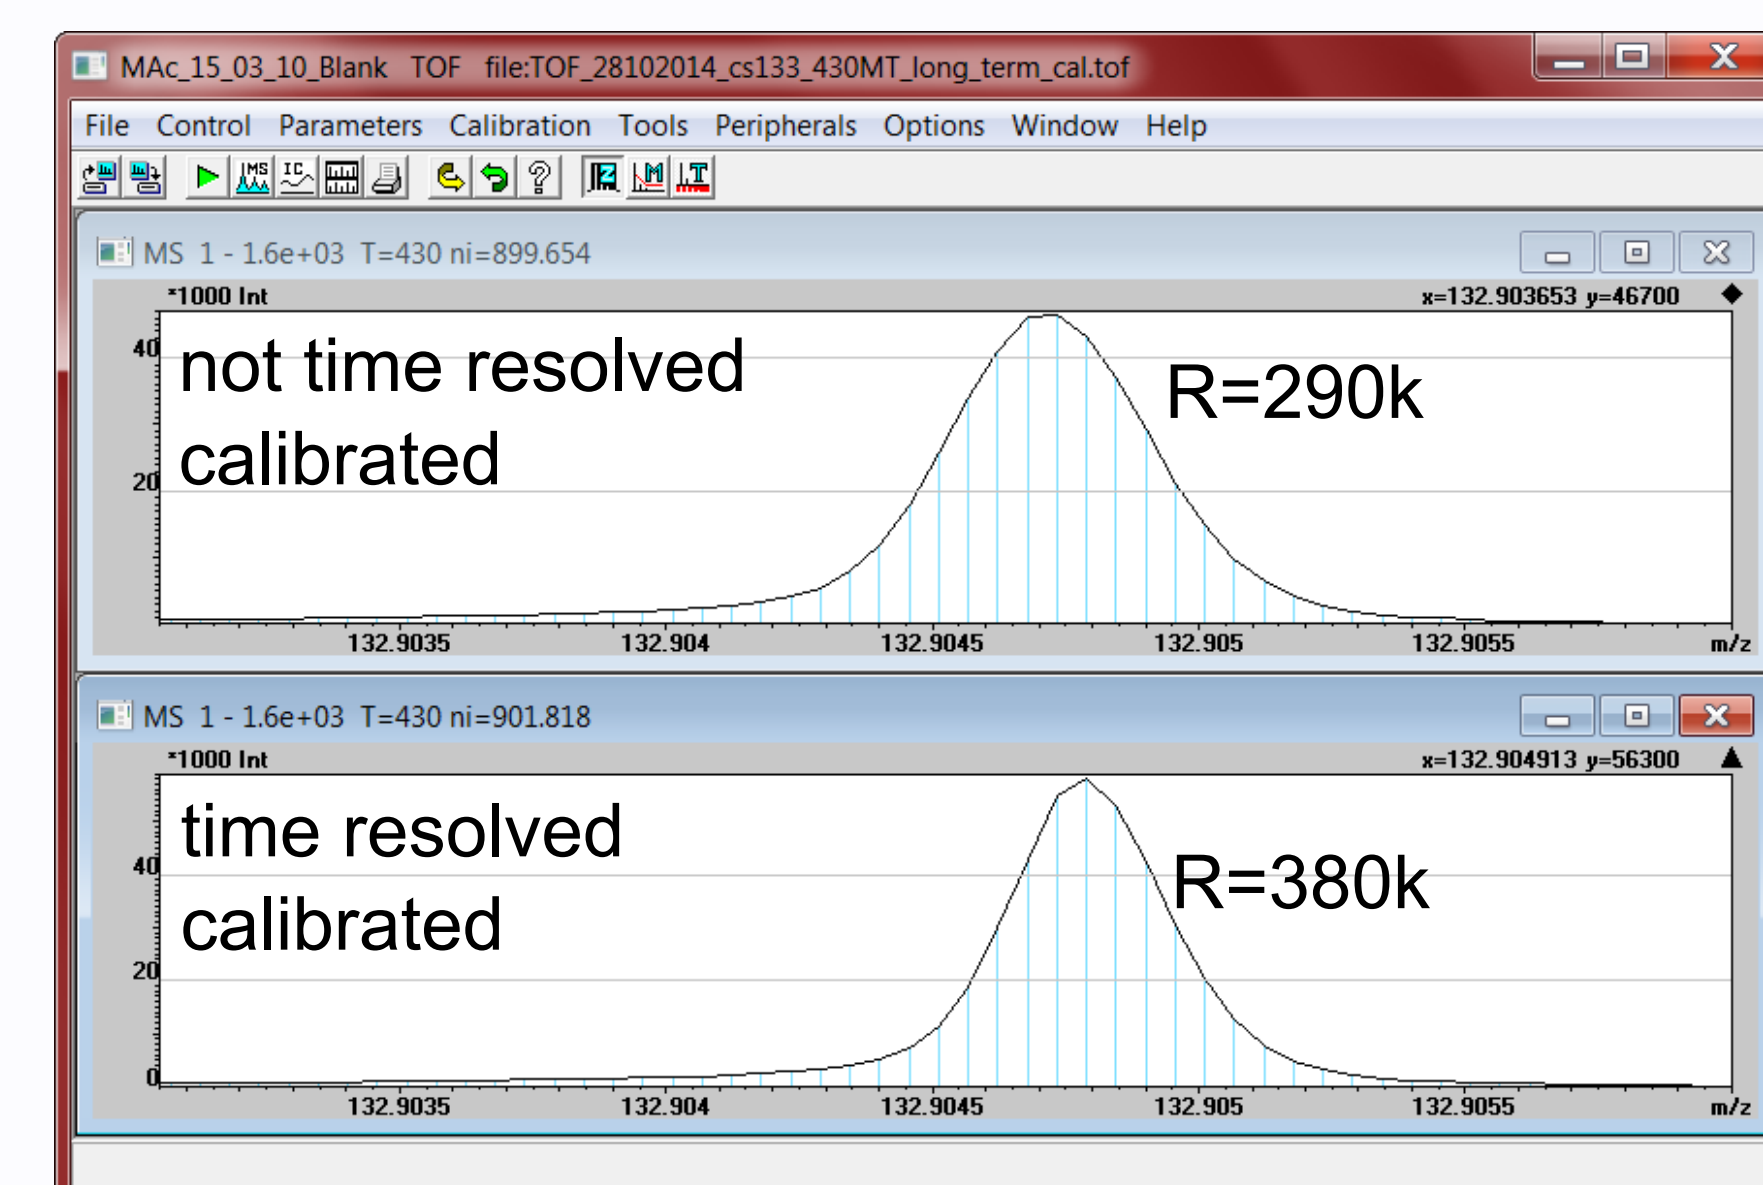 MAc_15_03_10_Blank TOF file:TOF_28102014_cs133_430MT_long_term_cal.tof
File Control Parameters Calibration Tools Peripherals Options Window Help
MS IC M T
MS 1 - 1.6e+03 T=430 ni=899.654
*1000 Int x=132.903653 y=46700
40
not time resolved
calibrated
R=290k
20
132.9035 132.904 132.9045 132.905 132.9055 m/z
MS 1 - 1.6e+03 T=430 ni=901.818
*1000 Int x=132.904913 y=56300
time resolved
calibrated
R=380k
40
20
0
132.9035 132.904 132.9045 132.905 132.9055 m/z